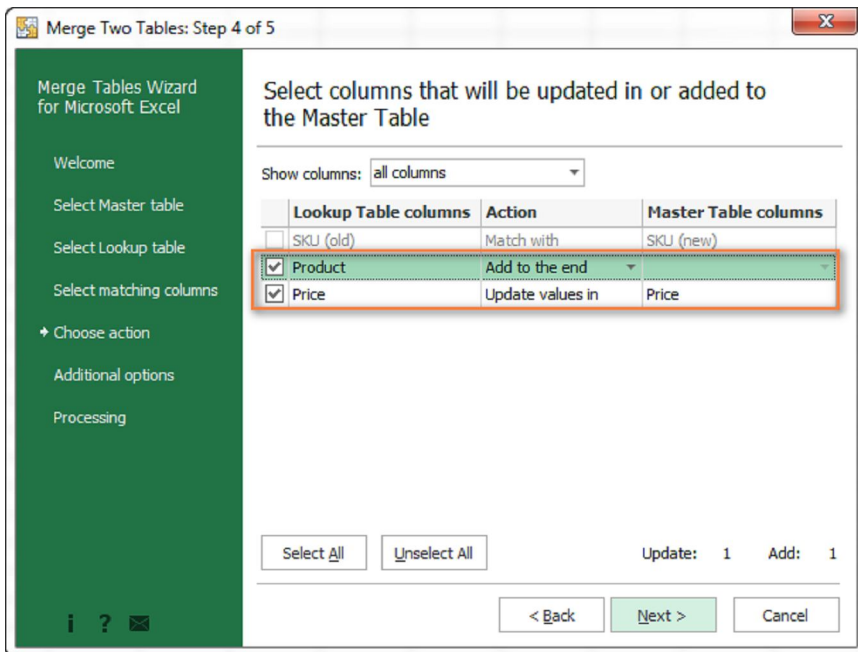 Merge Two Tables: Step 4 of 5
Merge Tables Wizard
for Microsoft Excel
Welcome
Select Master table
Select Lookup table
Select matching columns
Choose action
Additional options
Processing
Select columns that will be updated in or added to
the Master Table
Show columns: all columns
Lookup Table columns Action Master Table columns
SKU (old) Match with SKU (new)
Product Add to the end
Price Update values in Price
Select All Unselect All Update: 1 Add: 1
< Back Next > Cancel